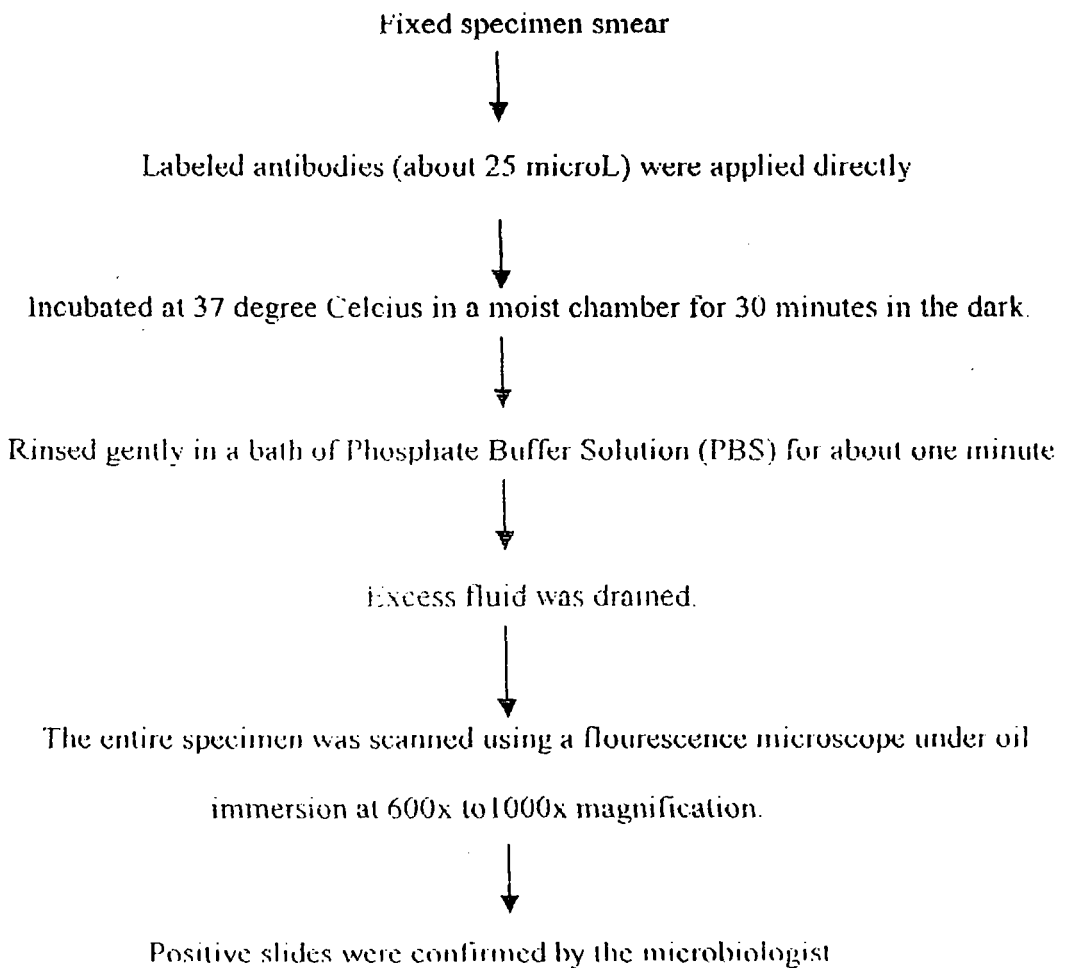 Fixed specimen smear
Labeled antibodies (about 25 microL) were applied directly
Incubated at 37 degree Celcius in a moist chamber for 30 minutes in the dark.
Rinsed gently in a bath of Phosphate Buffer Solution (PBS) for about one minute
Excess fluid was drained.
The entire specimen was scanned using a flourescence microscope under oil
immersion at 600x to1000x magnification.
Positive slides were confirmed by the microbiologist